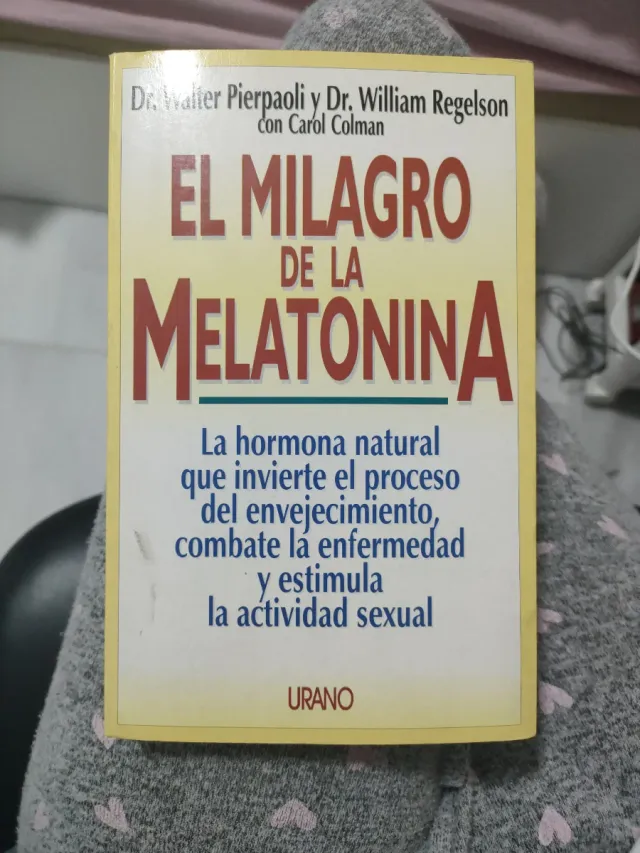 Dr. Walter Pierpaoli y Dr. William Regelson
con Carol Colman
EL MILAGRO
DE LA
MELATONINA
La hormona natural
que invierte el proceso
del envejecimiento,
combate la enfermedad
y estimula
la actividad sexual
URANO